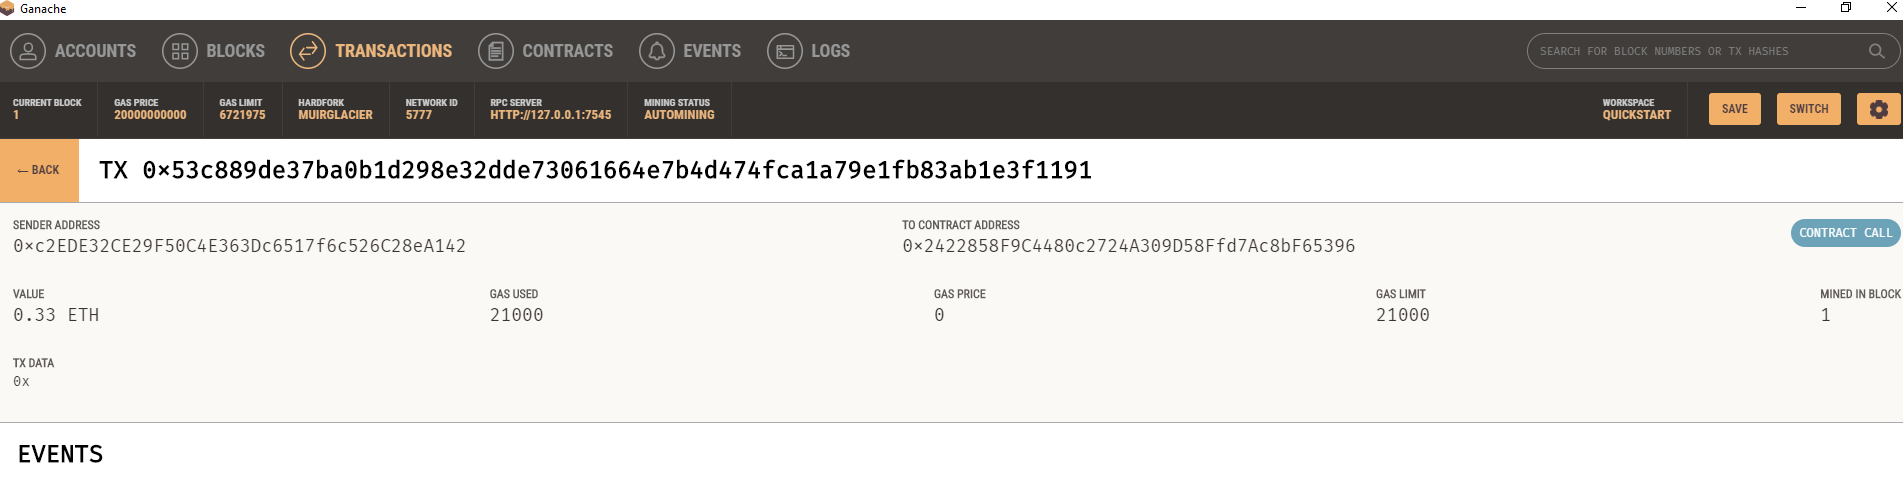 Ganache
ACCOUNTS BLOCKS TRANSACTIONS CONTRACTS EVENTS LOGS SEARCH FOR BLOCK NUMBERS OR TX HASHES
CURRENT BLOCK GAS PRICE GAS LIMIT HARDFORK NETWORK ID RPC SERVER MINING STATUS WORKSPACE
1 20000000000 6721975 MUIRGLACIER 5777 HTTP://127.0.0.1:7545 AUTOMINING QUICKSTART SAVE SWITCH
← BACK TX 0×53c889de37ba0b1d298e32dde73061664e7b4d474fca1a79e1fb83ab1e3f1191
SENDER ADDRESS TO CONTRACT ADDRESS
0×c2EDE32CE29F50C4E363Dc6517f6c526C28eA142 0×2422858F9C4480c2724A309D58Ffd7Ac8bF65396 CONTRACT CALL
VALUE GAS USED GAS PRICE GAS LIMIT MINED IN BLOCK
0.33 ETH 21000 0 21000 1
TX DATA
0x
EVENTS